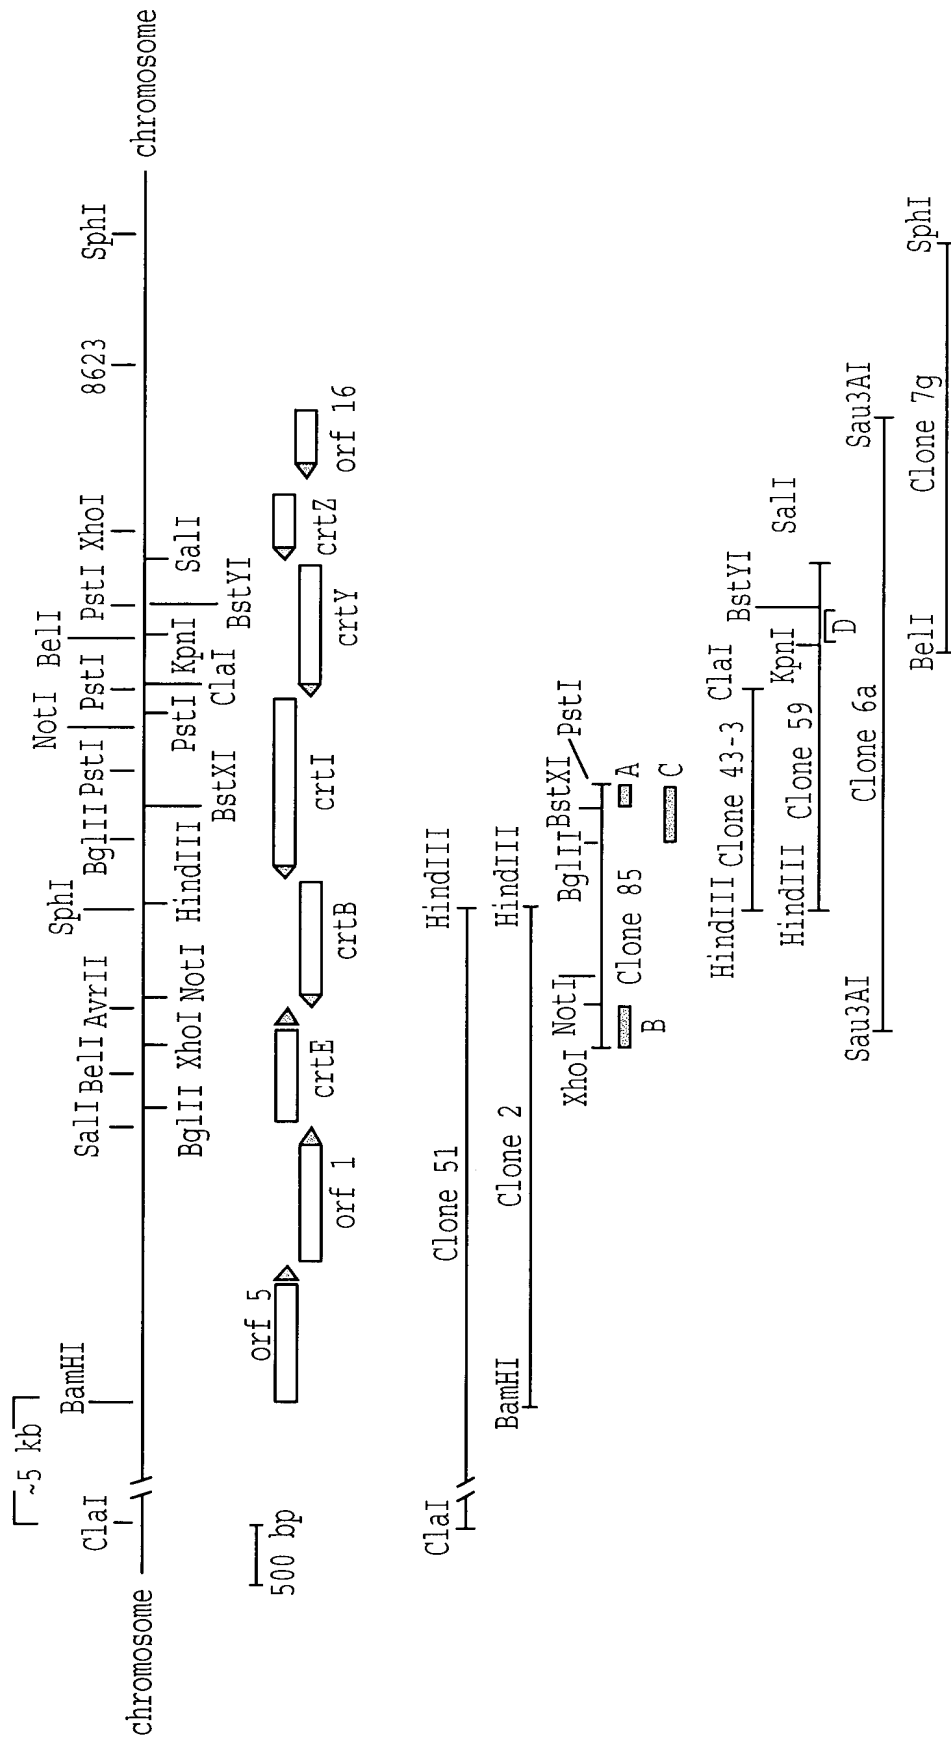 ~5 kb
ClaI
BamHI
SalI
BelI
AvrII
SphI
BglII
PstI
NotI
PstI
BelI
PstI
XhoI
8623
SphI
chromosome
chromosome
BglII
XhoI
NotI
HindIII
BstXI
PstI
ClaI
KpnI
BstYI
SalI
500 bp
orf 5
orf 1
crtE
crtB
crtI
crtY
crtZ
orf 16
ClaI
Clone 51
HindIII
BamHI
Clone 2
HindIII
XhoI
NotI
BglII
BstXI
PstI
Clone 85
B
A
C
HindIII
Clone 43-3
ClaI
HindIII
Clone 59
KpnI
BstYI
SalI
D
Sau3AI
Clone 6a
Sau3AI
BelI
Clone 7g
SphI